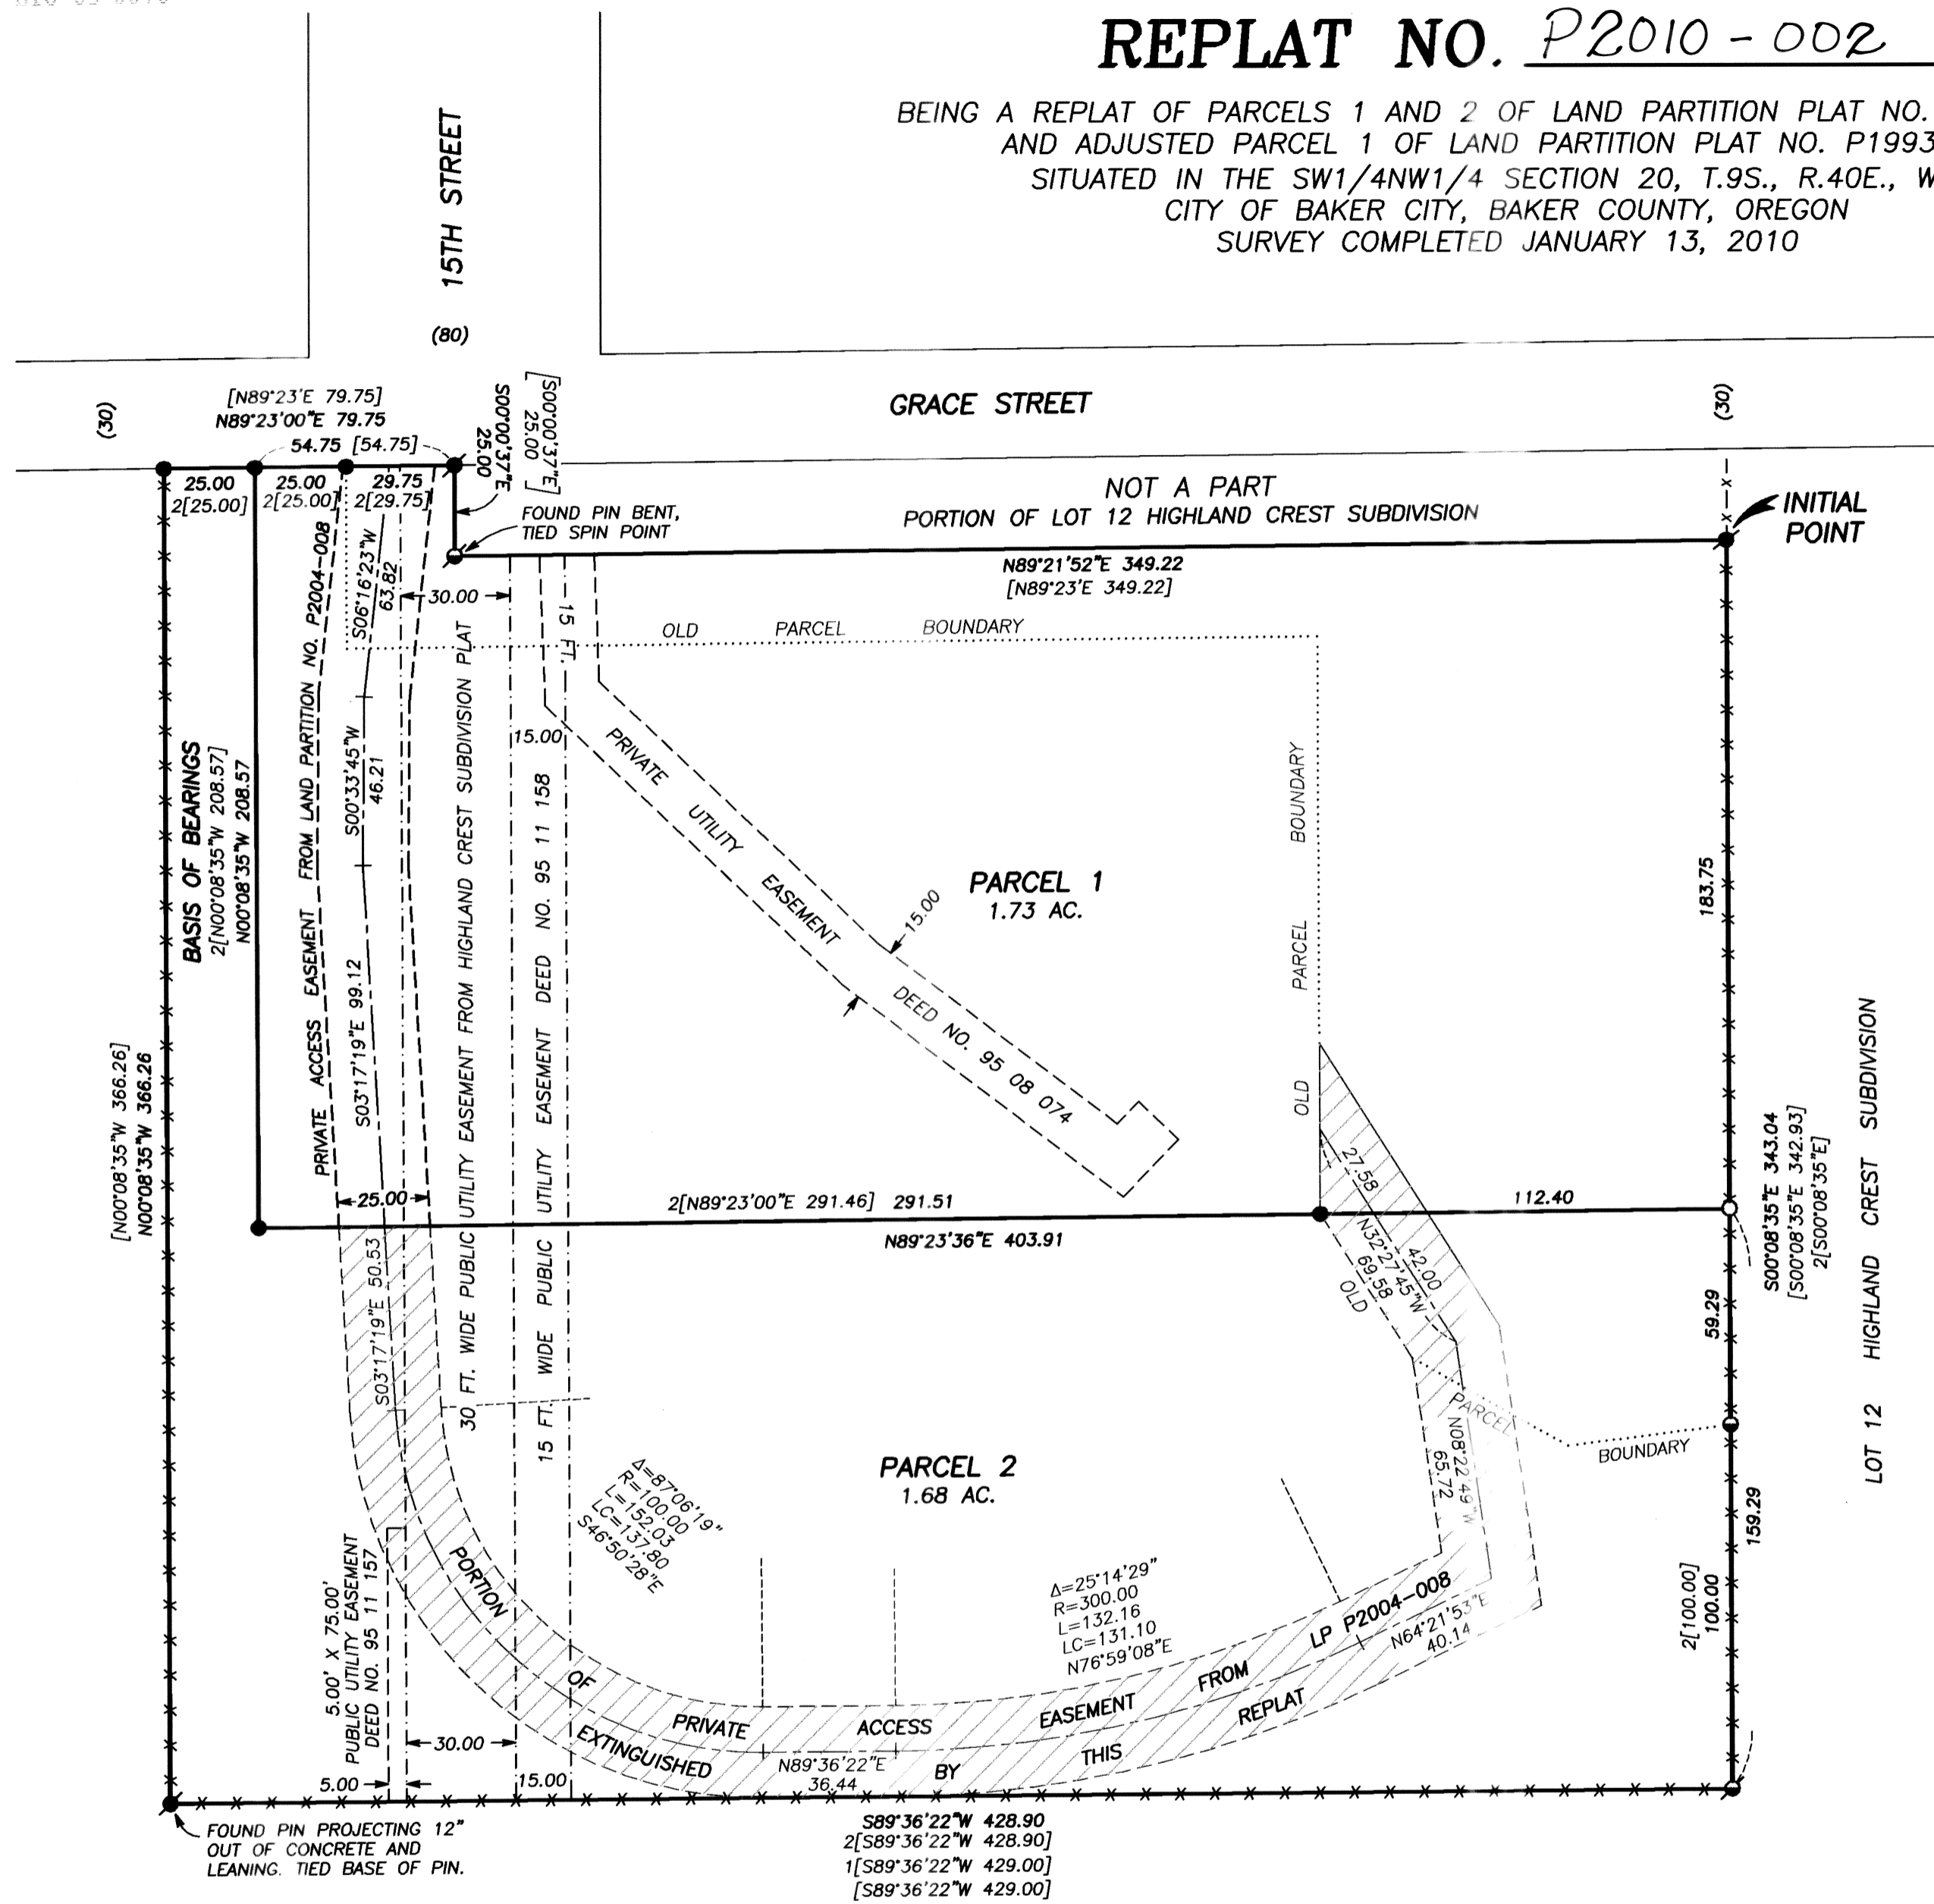 REPLAT NO. P2010-002
BEING A REPLAT OF PARCELS 1 AND 2 OF LAND PARTITION PLAT NO.
AND ADJUSTED PARCEL 1 OF LAND PARTITION PLAT NO. P1993
SITUATED IN THE SW1/4NW1/4 SECTION 20, T.9S., R.40E., W
CITY OF BAKER CITY, BAKER COUNTY, OREGON
SURVEY COMPLETED JANUARY 13, 2010
15TH STREET
(80)
GRACE STREET
(30)
(30)
[N89°23'E 79.75]
N89°23'00"E 79.75
54.75 [54.75]
S00°00'37"E
25.00
[S00°00'37"E
25.00 ]
25.00
2[25.00]
25.00
2[25.00]
29.75
2[29.75]
FOUND PIN BENT,
TIED SPIN POINT
NOT A PART
PORTION OF LOT 12 HIGHLAND CREST SUBDIVISION
INITIAL
POINT
N89°21'52"E 349.22
[N89°23'E 349.22]
OLD PARCEL BOUNDARY
OLD PARCEL BOUNDARY
30.00
15 FT.
15.00
S06°16'23"W
63.82
S00°33'45"W
46.21
S03°17'19"E 99.12
S03°17'19"E 50.53
PRIVATE ACCESS EASEMENT FROM LAND PARTITION NO. P2004-008
30 FT. WIDE PUBLIC UTILITY EASEMENT FROM HIGHLAND CREST SUBDIVISION PLAT
15 FT. WIDE PUBLIC UTILITY EASEMENT DEED NO. 95 11 158
BASIS OF BEARINGS
2[N00°08'35"W 208.57]
N00°08'35"W 208.57
[N00°08'35"W 366.26]
N00°08'35"W 366.26
PRIVATE UTILITY EASEMENT
DEED NO. 95 08 074
15.00
PARCEL 1
1.73 AC.
183.75
25.00
2[N89°23'00"E 291.46] 291.51
112.40
N89°23'36"E 403.91
27.58
42.00
N32°27'45"W
69.58
OLD
PARCEL
BOUNDARY
N08°22'49"W
65.72
59.29
S00°08'35"E 343.04
[S00°08'35"E 342.93]
2[S00°08'35"E]
LOT 12 HIGHLAND CREST SUBDIVISION
159.29
2[100.00]
100.00
PARCEL 2
1.68 AC.
Δ=87°06'19"
R=100.00
L=152.03
LC=137.80
S46°50'28"E
Δ=25°14'29"
R=300.00
L=132.16
LC=131.10
N76°59'08"E
N64°21'53"E
40.14
PORTION OF PRIVATE ACCESS EASEMENT FROM LP P2004-008
EXTINGUISHED BY THIS REPLAT
N89°36'22"E
36.44
5.00' X 75.00'
PUBLIC UTILITY EASEMENT
DEED NO. 95 11 157
30.00
5.00
15.00
FOUND PIN PROJECTING 12"
OUT OF CONCRETE AND
LEANING. TIED BASE OF PIN.
S89°36'22"W 428.90
2[S89°36'22"W 428.90]
1[S89°36'22"W 429.00]
[S89°36'22"W 429.00]